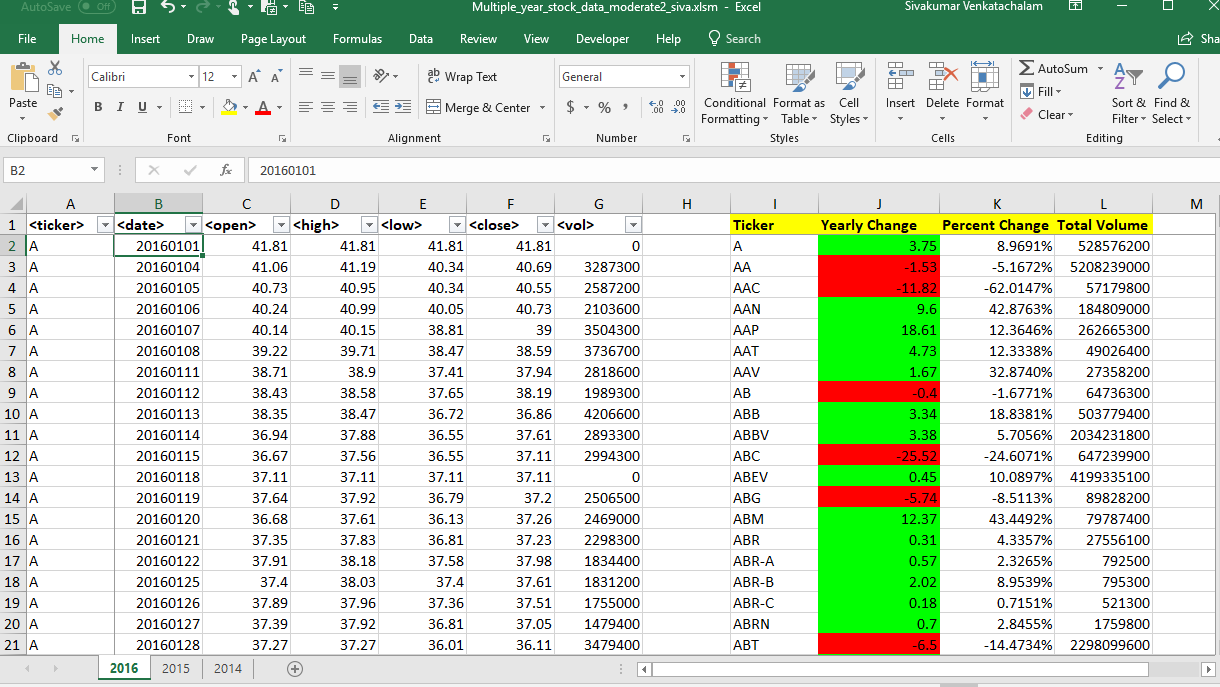 AutoSave Off Multiple_year_stock_data_moderate2_siva.xlsm - Excel Sivakumar Venkatachalam
File Home Insert Draw Page Layout Formulas Data Review View Developer Help Search Sha
Paste Calibri 12 A A ab Wrap Text General Conditional Formatting Format as Table Cell Styles Insert Delete Format AutoSum Fill Clear Sort & Filter Find & Select
B I U A Merge & Center $ % , .00 .0
Clipboard Font Alignment Number Styles Cells Editing
B2 fx 20160101
A B C D E F G H I J K L M
1 <ticker> <date> <open> <high> <low> <close> <vol> Ticker Yearly Change Percent Change Total Volume
2 A 20160101 41.81 41.81 41.81 41.81 0 A 3.75 8.9691% 528576200
3 A 20160104 41.06 41.19 40.34 40.69 3287300 AA -1.53 -5.1672% 5208239000
4 A 20160105 40.73 40.95 40.34 40.55 2587200 AAC -11.82 -62.0147% 57179800
5 A 20160106 40.24 40.99 40.05 40.73 2103600 AAN 9.6 42.8763% 184809000
6 A 20160107 40.14 40.15 38.81 39 3504300 AAP 18.61 12.3646% 262665300
7 A 20160108 39.22 39.71 38.47 38.59 3736700 AAT 4.73 12.3338% 49026400
8 A 20160111 38.71 38.9 37.41 37.94 2818600 AAV 1.67 32.8740% 27358200
9 A 20160112 38.43 38.58 37.65 38.19 1989300 AB -0.4 -1.6771% 64736300
10 A 20160113 38.35 38.47 36.72 36.86 4206600 ABB 3.34 18.8381% 503779400
11 A 20160114 36.94 37.88 36.55 37.61 2893300 ABBV 3.38 5.7056% 2034231800
12 A 20160115 36.67 37.56 36.55 37.11 2994300 ABC -25.52 -24.6071% 647239900
13 A 20160118 37.11 37.11 37.11 37.11 0 ABEV 0.45 10.0897% 4199335100
14 A 20160119 37.64 37.92 36.79 37.2 2506500 ABG -5.74 -8.5113% 89828200
15 A 20160120 36.68 37.61 36.13 37.26 2469000 ABM 12.37 43.4492% 79787400
16 A 20160121 37.35 37.83 36.81 37.23 2298300 ABR 0.31 4.3357% 27556100
17 A 20160122 37.91 38.18 37.58 37.98 1834400 ABR-A 0.57 2.3265% 792500
18 A 20160125 37.4 38.03 37.4 37.61 1831200 ABR-B 2.02 8.9539% 795300
19 A 20160126 37.89 37.96 37.36 37.51 1755000 ABR-C 0.18 0.7151% 521300
20 A 20160127 37.39 37.92 36.81 37.05 1479400 ABRN 0.7 2.8455% 1759800
21 A 20160128 37.27 37.27 36.01 36.11 3479400 ABT -6.5 -14.4734% 2298099600
2016 2015 2014